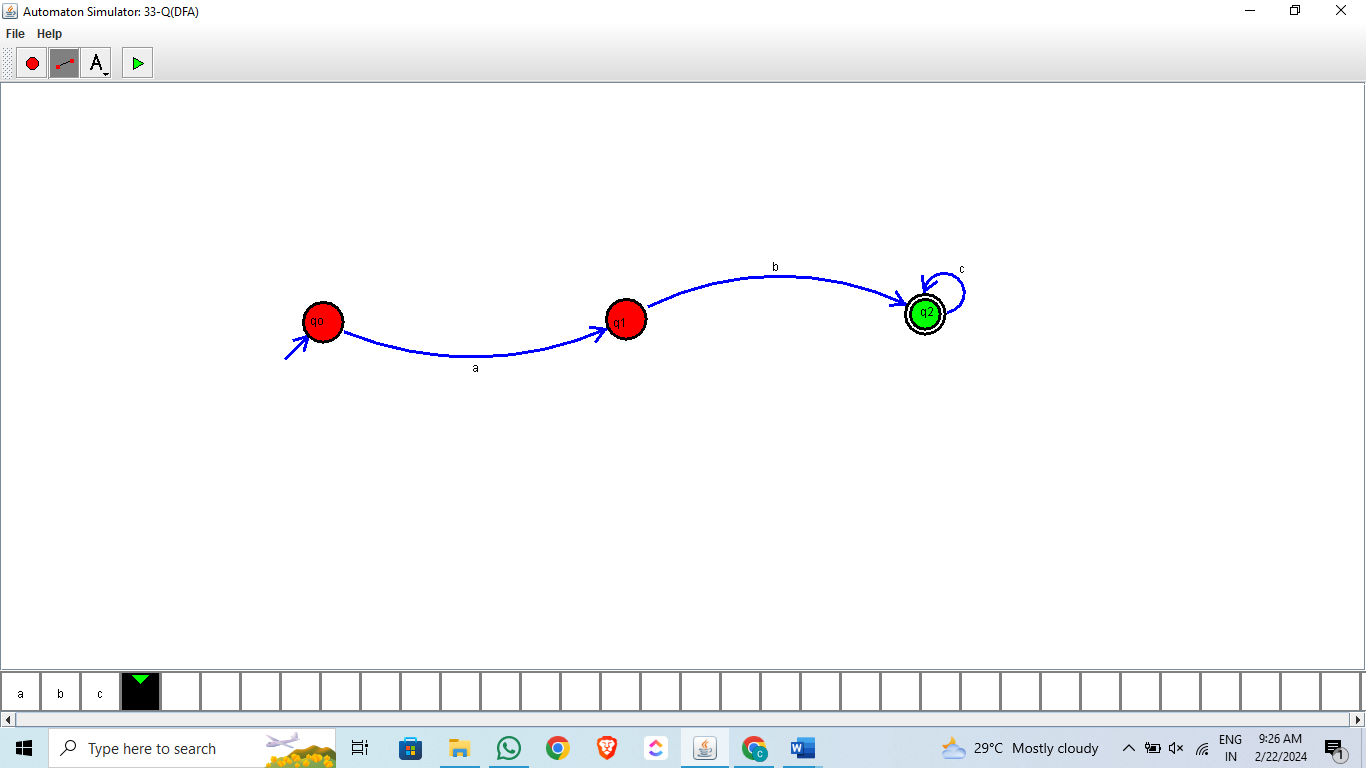 Automaton Simulator: 33-Q(DFA)
File Help
A
b
c
q2
q0
q1
a
a b c
Type here to search
29°C Mostly cloudy
ENG
IN
9:26 AM
2/22/2024
1